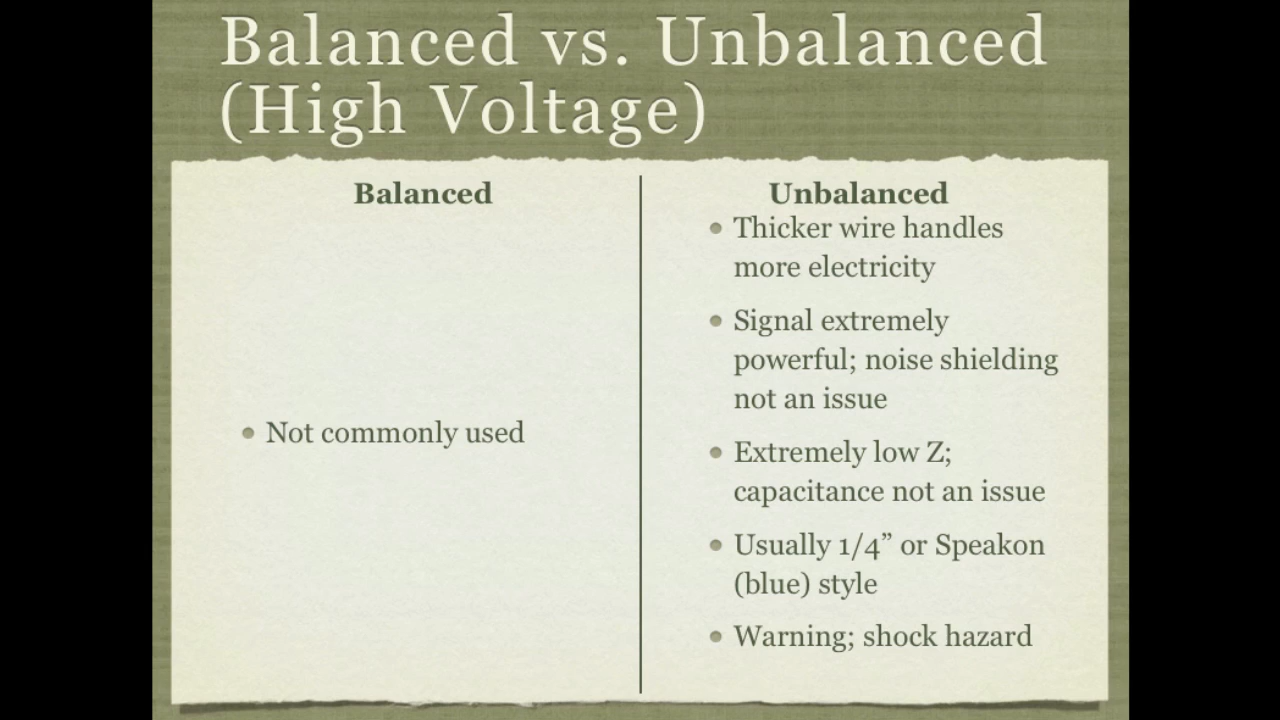 Balanced vs. Unbalanced
(High Voltage)
Balanced
• Not commonly used
Unbalanced
• Thicker wire handles
more electricity
• Signal extremely
powerful; noise shielding
not an issue
• Extremely low Z;
capacitance not an issue
• Usually 1/4” or Speakon
(blue) style
• Warning; shock hazard